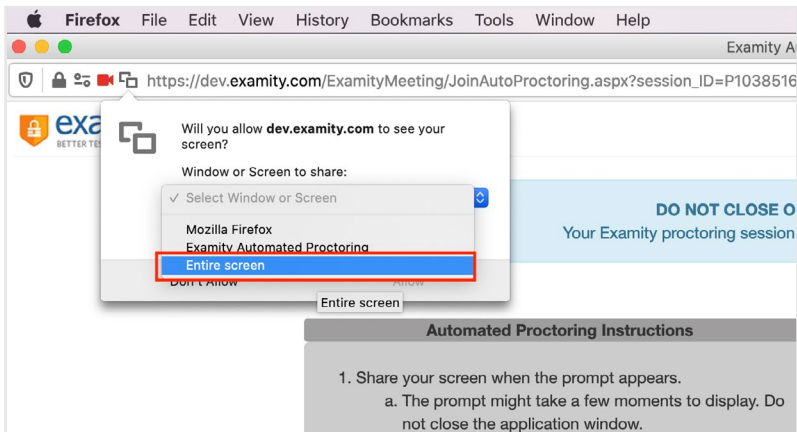 Firefox File Edit View History Bookmarks Tools Window Help
Examity A
https://dev.examity.com/ExamityMeeting/JoinAutoProctoring.aspx?session_ID=P1038516
exa
BETTER TES
Will you allow dev.examity.com to see your
screen?
Window or Screen to share:
✓ Select Window or Screen
Mozilla Firefox
Examity Automated Proctoring
Entire screen
Don't Allow Allow
Entire screen
DO NOT CLOSE O
Your Examity proctoring session
Automated Proctoring Instructions
1. Share your screen when the prompt appears.
a. The prompt might take a few moments to display. Do
not close the application window.